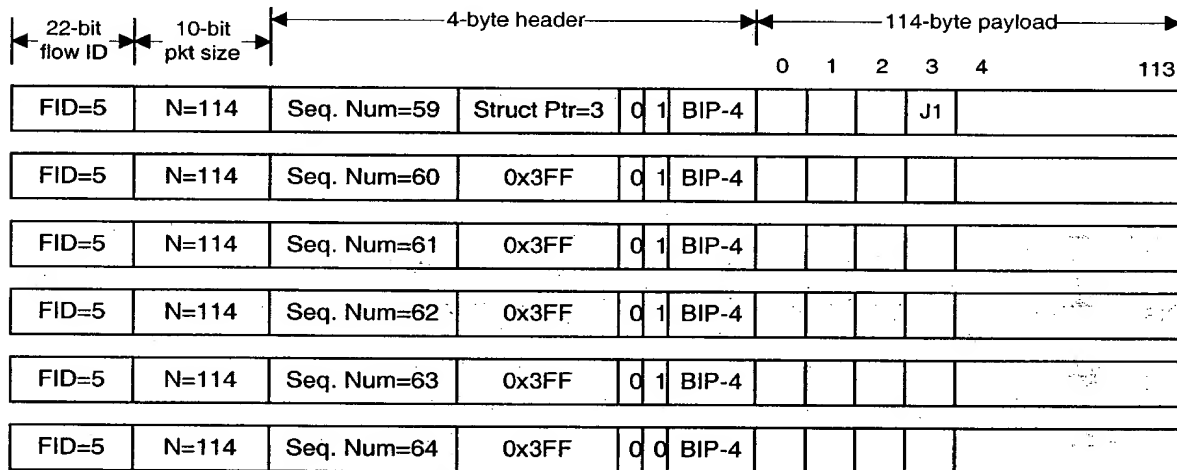 22-bit flow ID
10-bit pkt size
4-byte header
114-byte payload
0 1 2 3 4 113
FID=5 N=114 Seq. Num=59 Struct Ptr=3 0 1 BIP-4 J1
FID=5 N=114 Seq. Num=60 0x3FF 0 1 BIP-4
FID=5 N=114 Seq. Num=61 0x3FF 0 1 BIP-4
FID=5 N=114 Seq. Num=62 0x3FF 0 1 BIP-4
FID=5 N=114 Seq. Num=63 0x3FF 0 1 BIP-4
FID=5 N=114 Seq. Num=64 0x3FF 0 0 BIP-4